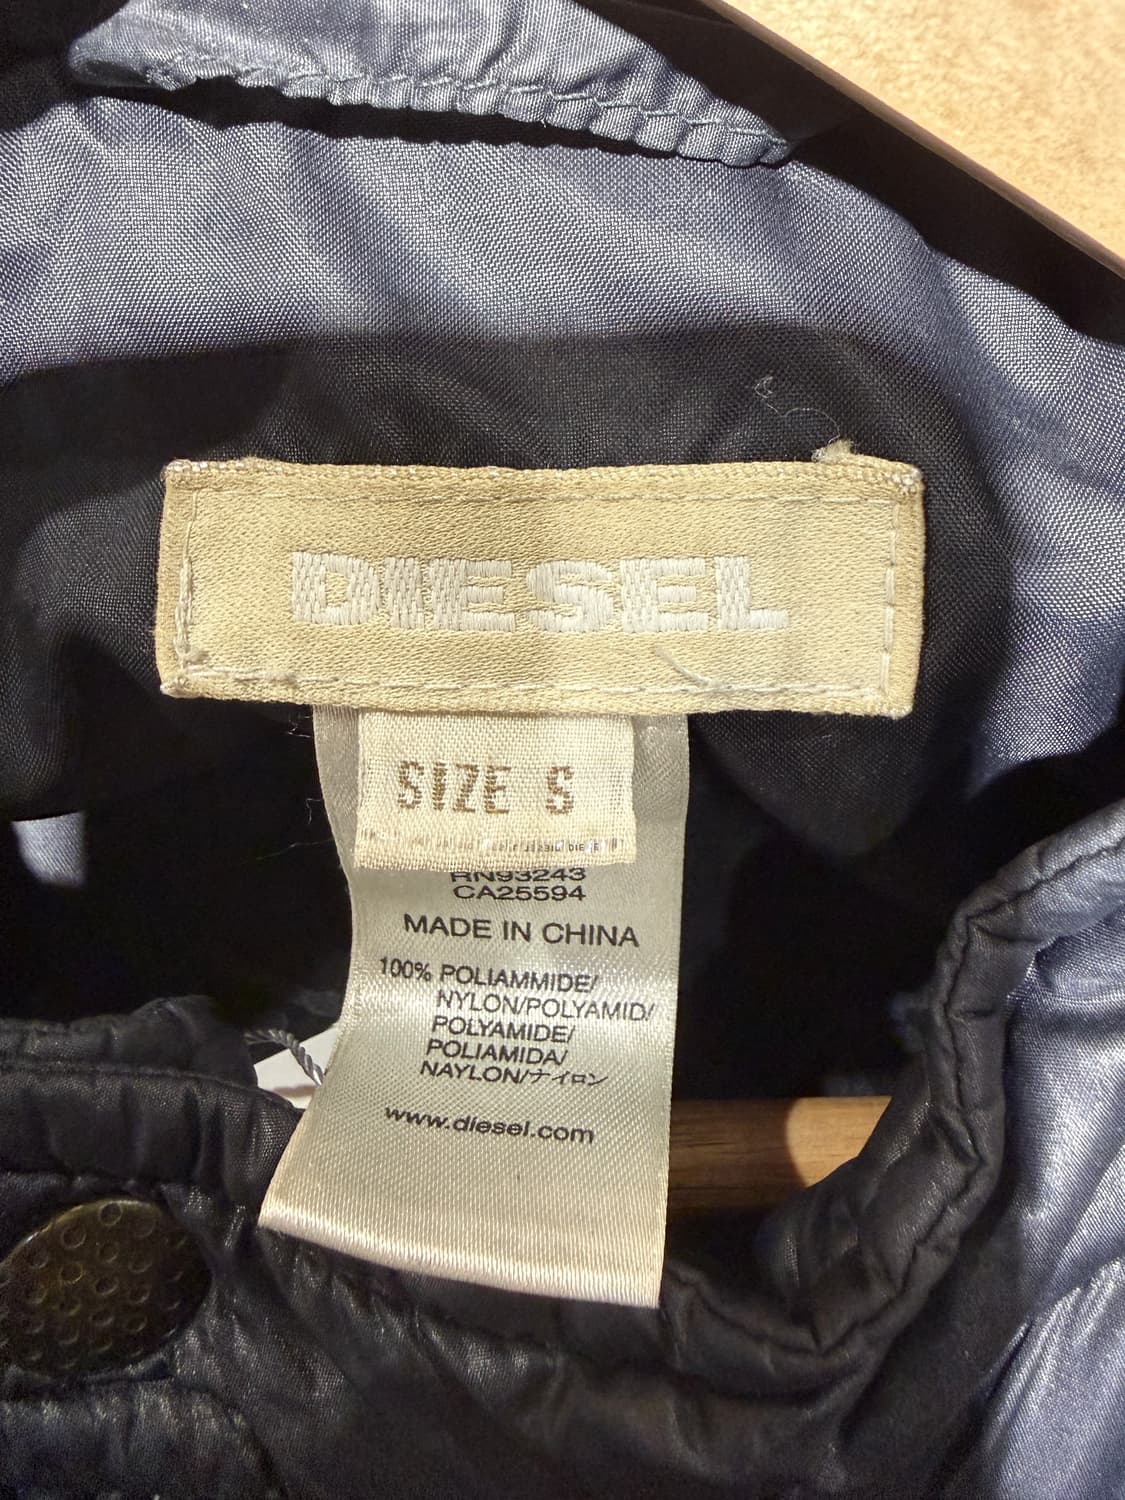 DIESEL
SIZE S
RN93243
CA25594
MADE IN CHINA
100% POLIAMMIDE/
NYLON/POLYAMID/
POLYAMIDE/
POLIAMIDA/
NAYLON/ナイロン
www.diesel.com